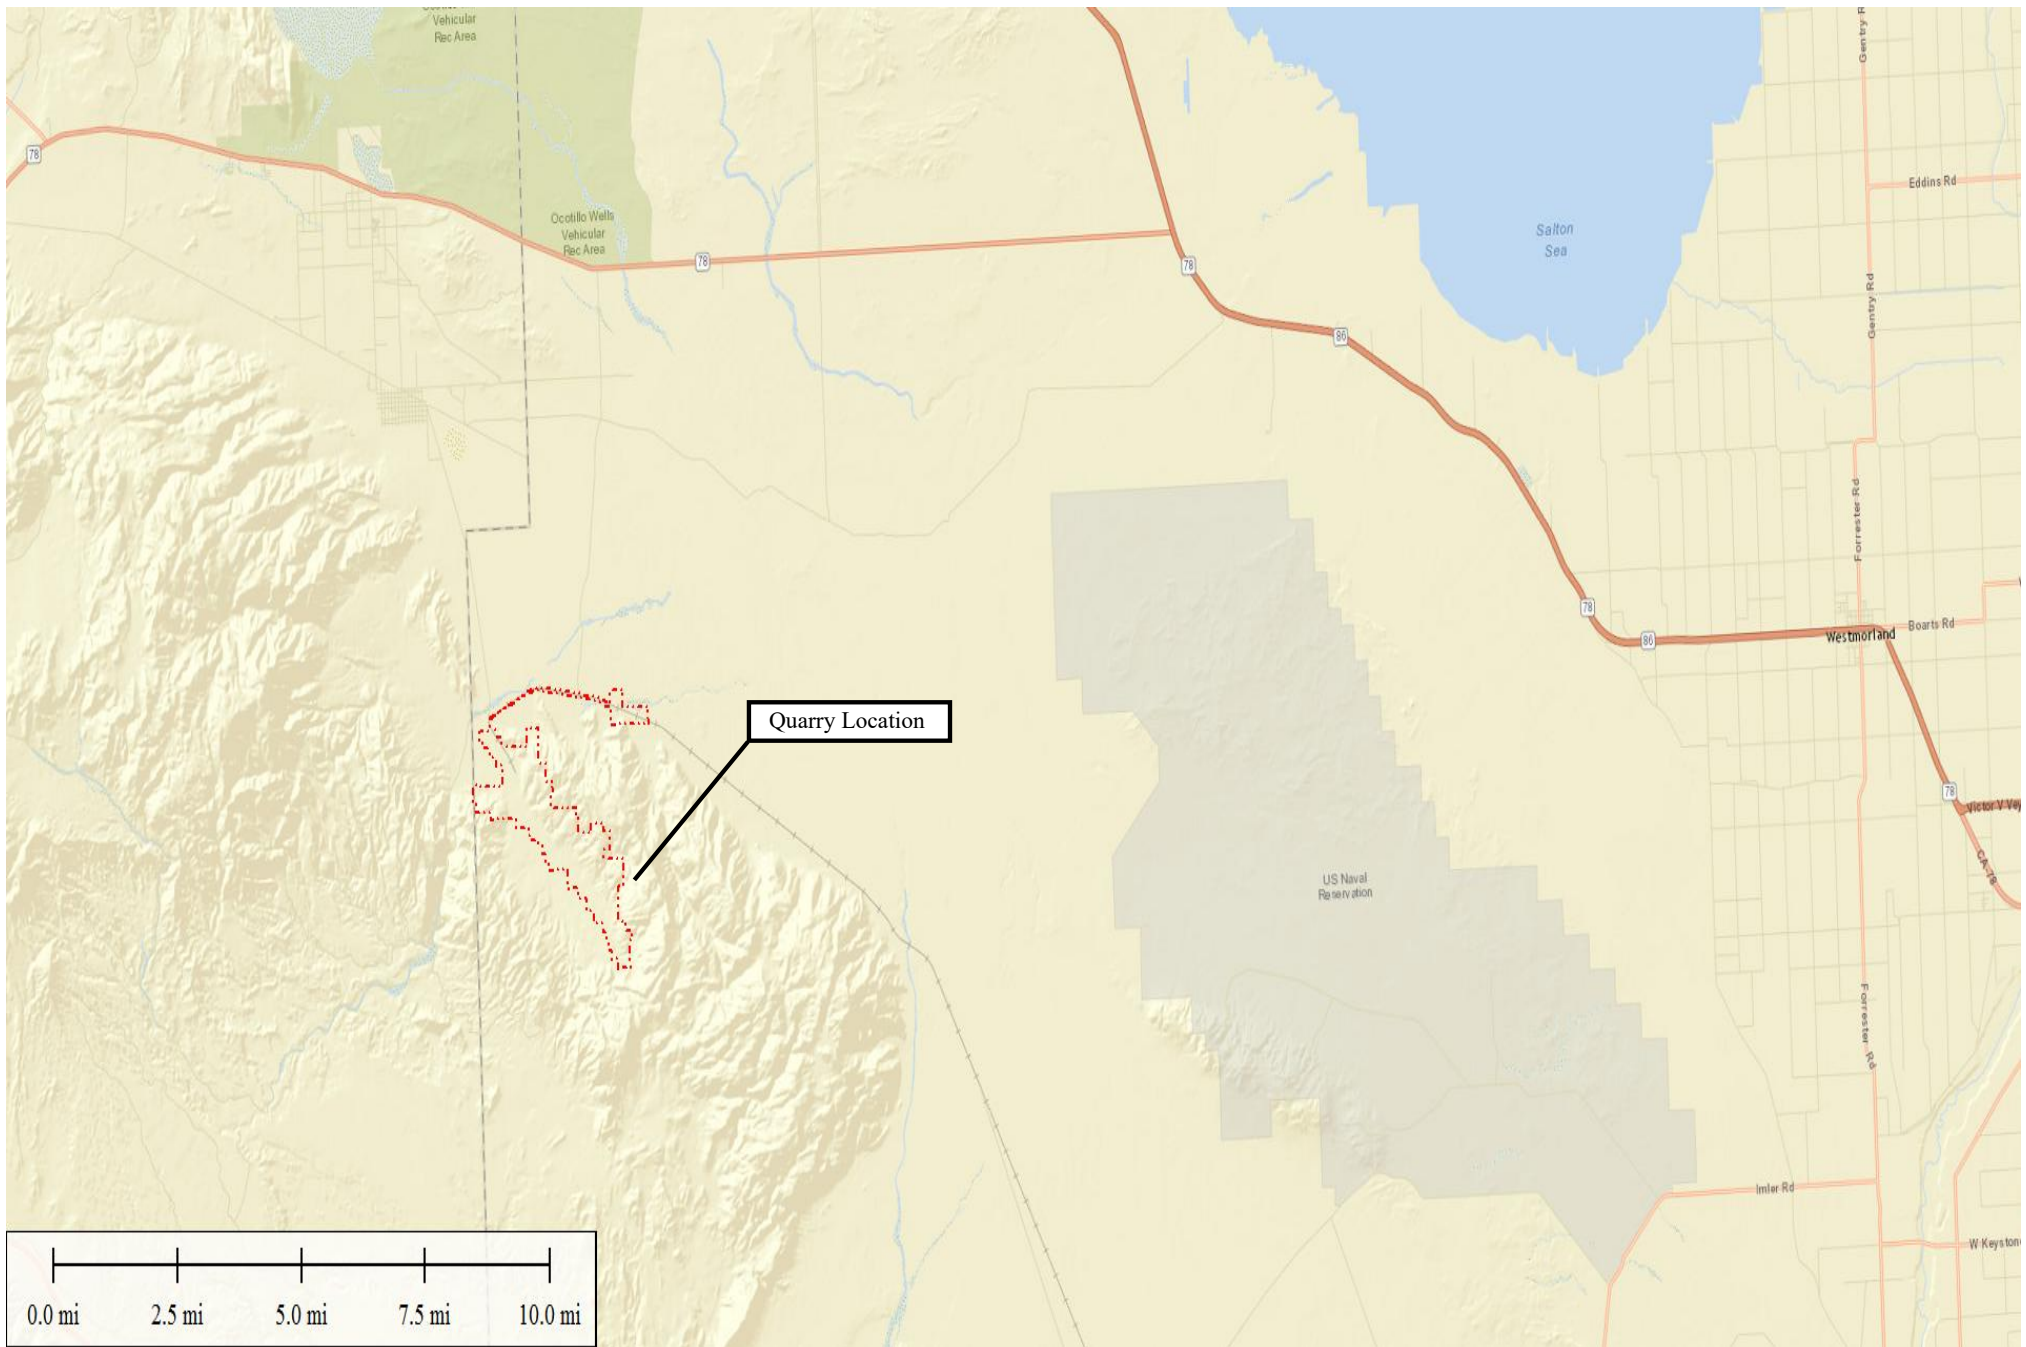 Vehicular
Rec Area
Gentry R
78
Eddins Rd
Ocotillo Wells
Vehicular
Rec Area
Salton
Sea
78
78
Gentry Rd
86
Forrester Rd
78
Boarts Rd
Westmorland
86
Quarry Location
78
Victor V Vey
CA-78
US Naval
Reservation
Forrester Rd
Imler Rd
W Keyston
0.0 mi
2.5 mi
5.0 mi
7.5 mi
10.0 mi